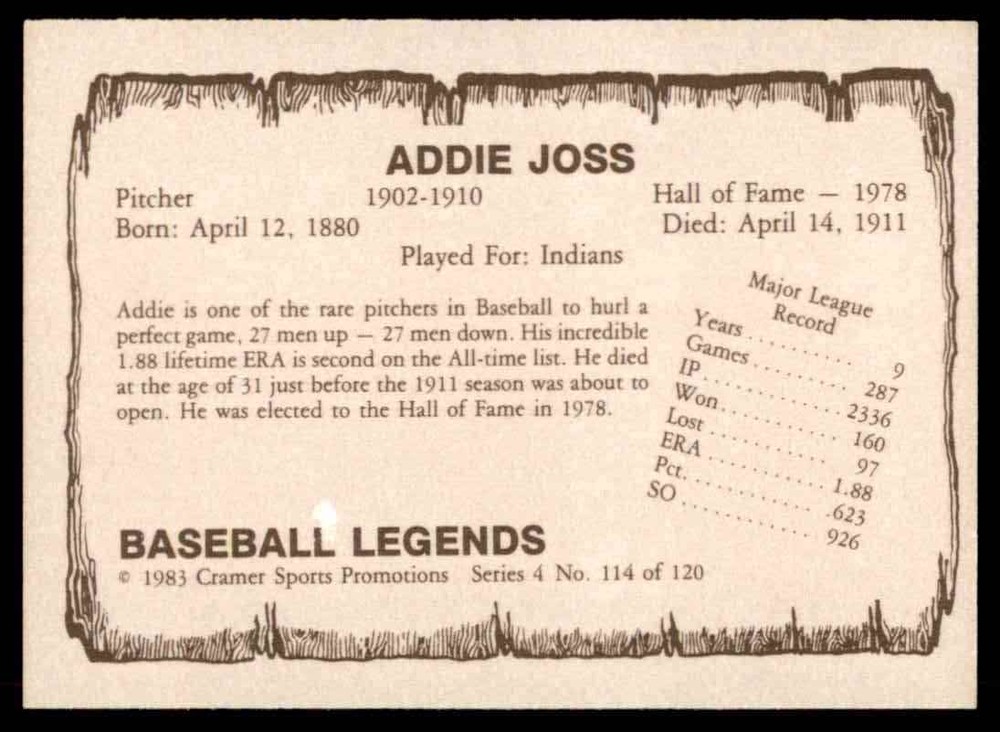 ADDIE JOSS
Pitcher 1902-1910 Hall of Fame — 1978
Born: April 12, 1880 Died: April 14, 1911
Played For: Indians
Addie is one of the rare pitchers in Baseball to hurl a
perfect game, 27 men up — 27 men down. His incredible
1.88 lifetime ERA is second on the All-time list. He died
at the age of 31 just before the 1911 season was about to
open. He was elected to the Hall of Fame in 1978.
Major League
Record
Years . . . . . . . . . . 9
Games . . . . . . . . . . 287
IP . . . . . . . . . . . 2336
Won . . . . . . . . . . 160
Lost . . . . . . . . . . 97
ERA . . . . . . . . . . 1.88
Pct. . . . . . . . . . . .623
SO . . . . . . . . . . . 926
BASEBALL LEGENDS
© 1983 Cramer Sports Promotions Series 4 No. 114 of 120